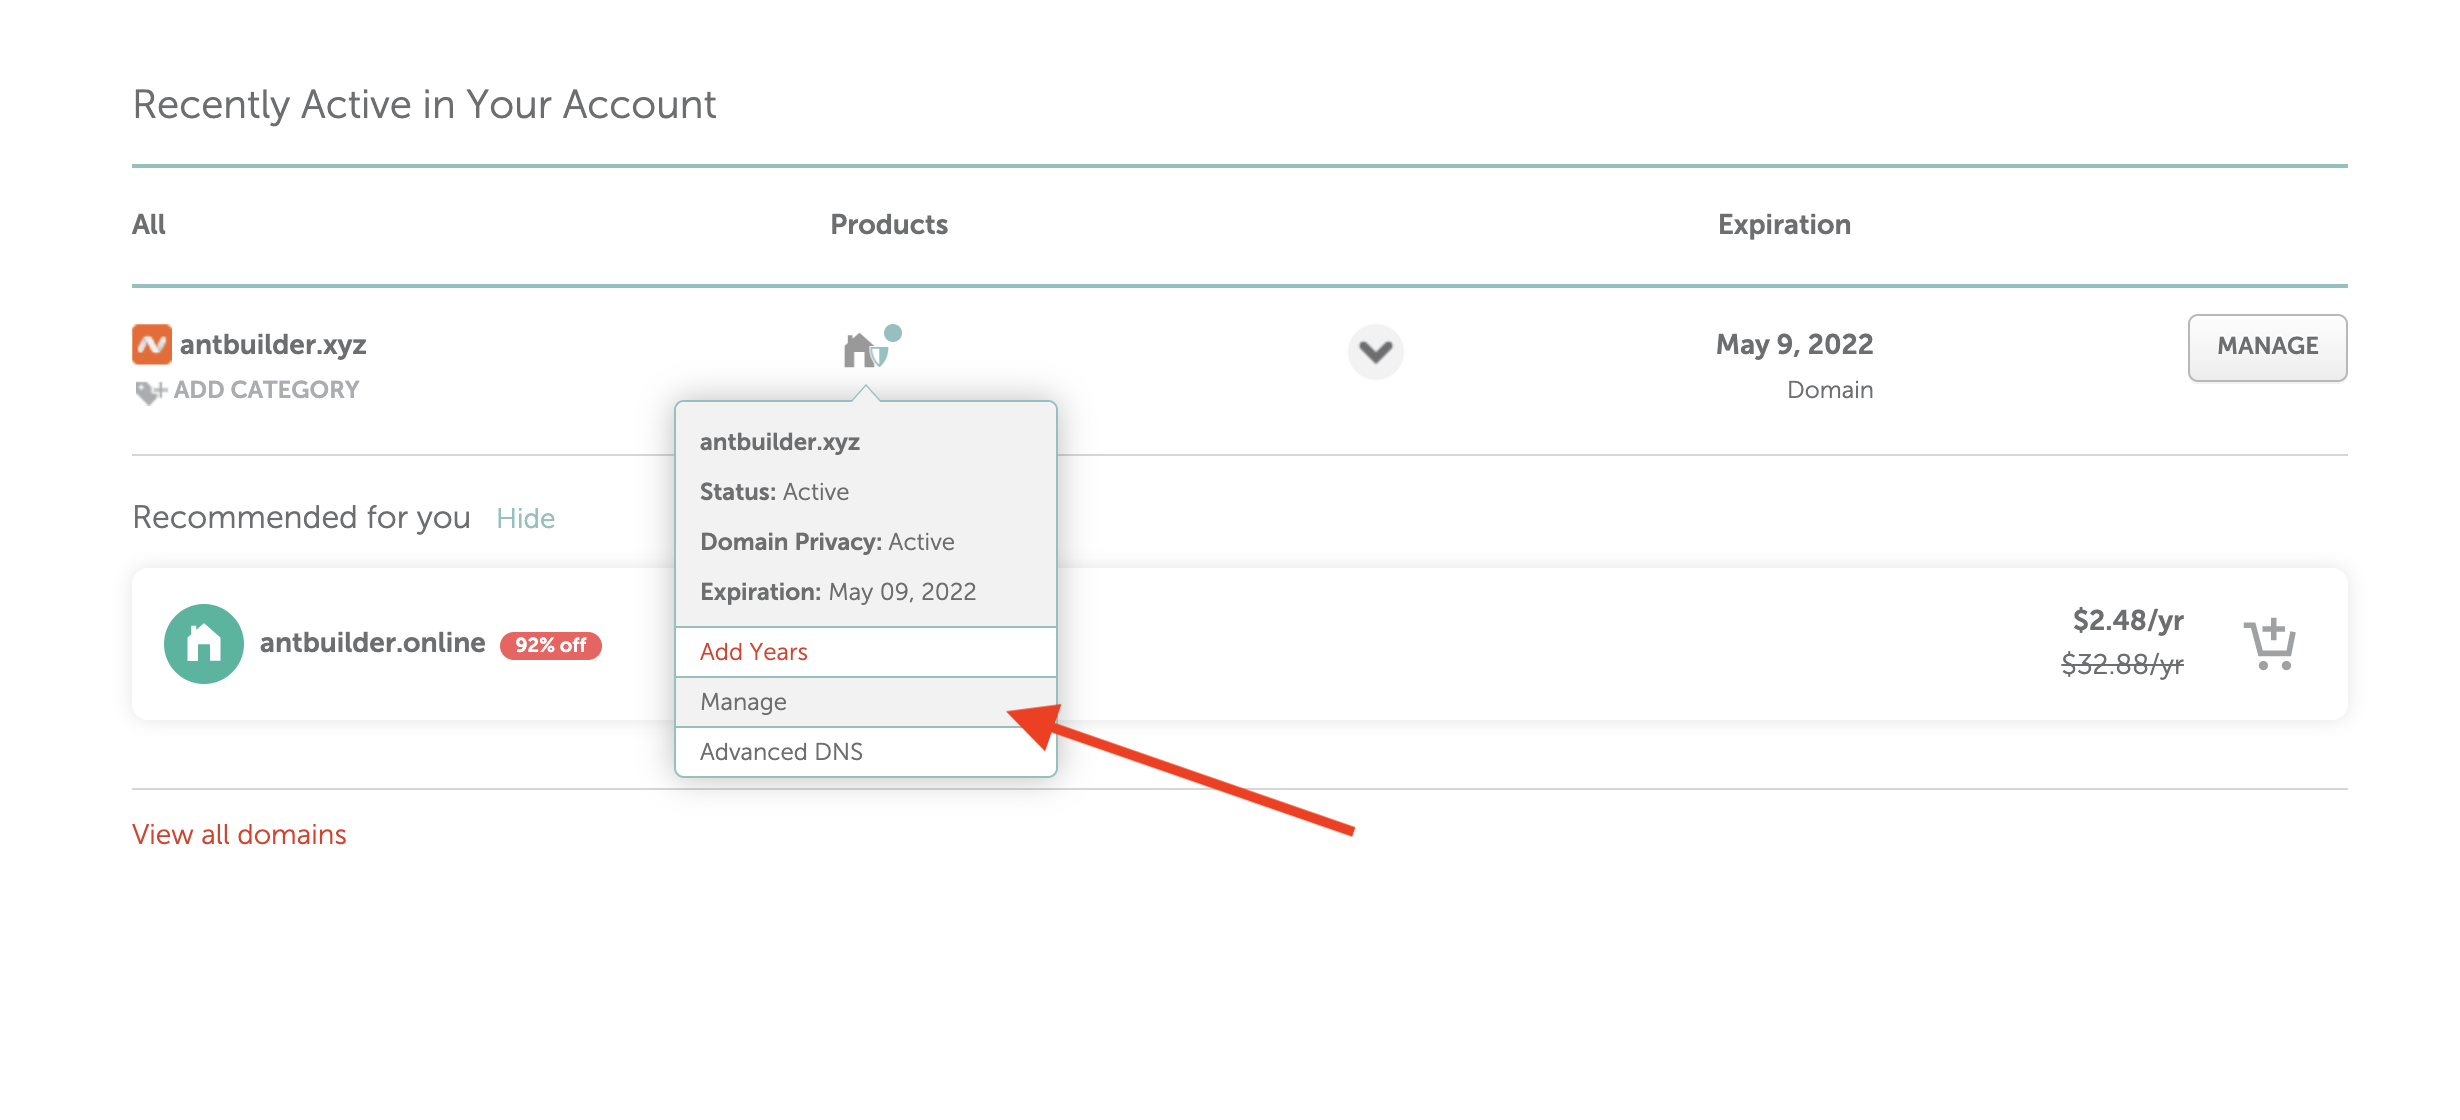 Recently Active in Your Account
All Products Expiration
antbuilder.xyz May 9, 2022 MANAGE
ADD CATEGORY Domain
antbuilder.xyz
Status: Active
Domain Privacy: Active
Expiration: May 09, 2022
Add Years
Manage
Advanced DNS
Recommended for you Hide
antbuilder.online 92% off $2.48/yr
$32.88/yr
View all domains